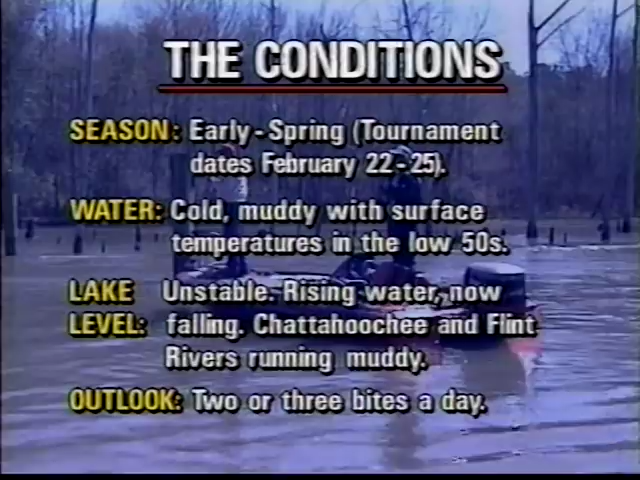 THE CONDITIONS
SEASON: Early-Spring (Tournament
dates February 22-25).
WATER: Cold, muddy with surface
temperatures in the low 50s.
LAKE Unstable. Rising water, now
LEVEL: falling. Chattahoochee and Flint
Rivers running muddy.
OUTLOOK: Two or three bites a day.